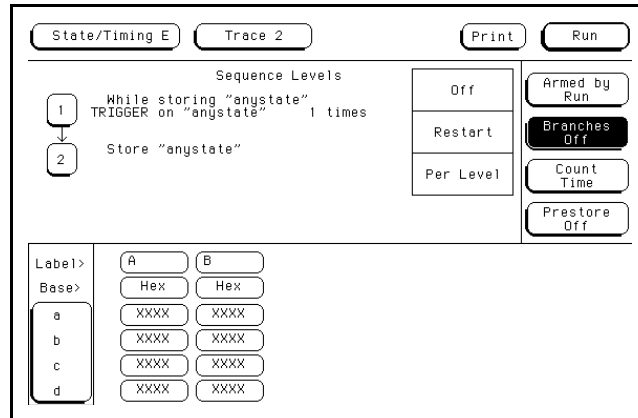 State/Timing E Trace 2 Print Run
Sequence Levels
1 While storing "anystate"
TRIGGER on "anystate" 1 times
2 Store "anystate"
Off
Restart
Per Level
Armed by
Run
Branches
Off
Count
Time
Prestore
Off
Label> A B
Base> Hex Hex
a XXXX XXXX
b XXXX XXXX
c XXXX XXXX
d XXXX XXXX